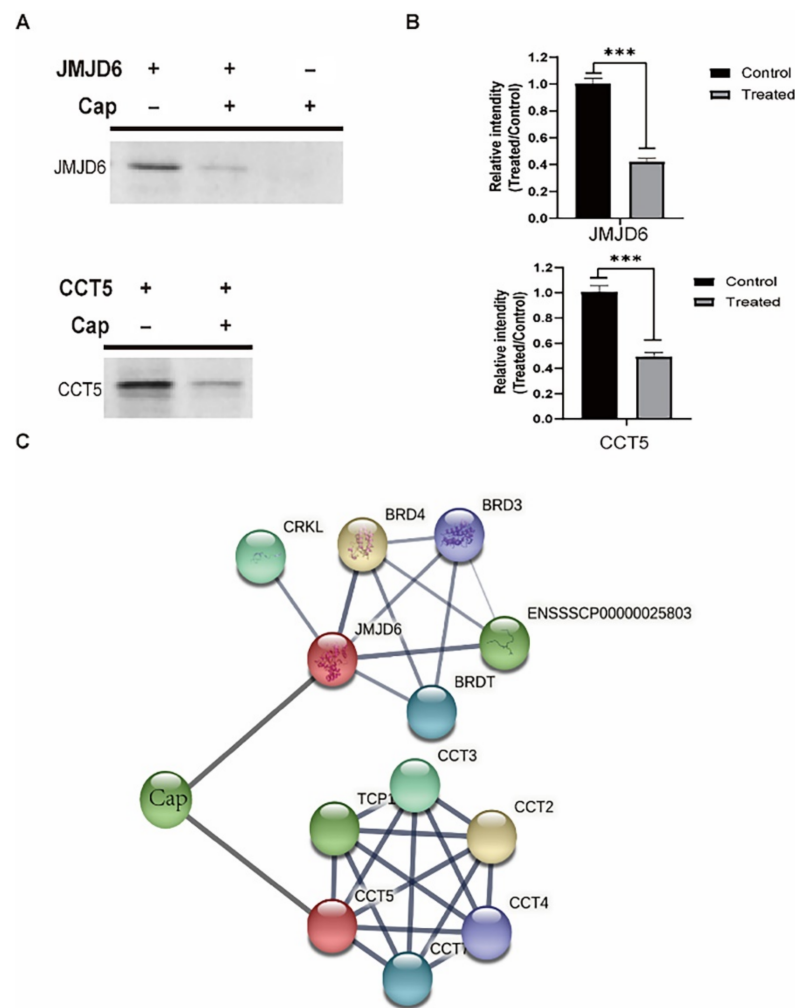 A
JMJD6 + + –
Cap – + +
JMJD6
CCT5 + +
Cap – +
CCT5
B
Relative intendity
(Treated/Control)
1.2
1.0
0.8
0.6
0.4
0.2
0.0
***
Control
Treated
JMJD6
Relative intendity
(Treated/Control)
1.2
1.0
0.8
0.6
0.4
0.2
0.0
***
Control
Treated
CCT5
C
CRKL
BRD4
BRD3
JMJD6
ENSSSCP00000025803
BRDT
Cap
CCT3
TCP1
CCT2
CCT5
CCT4
CCT7